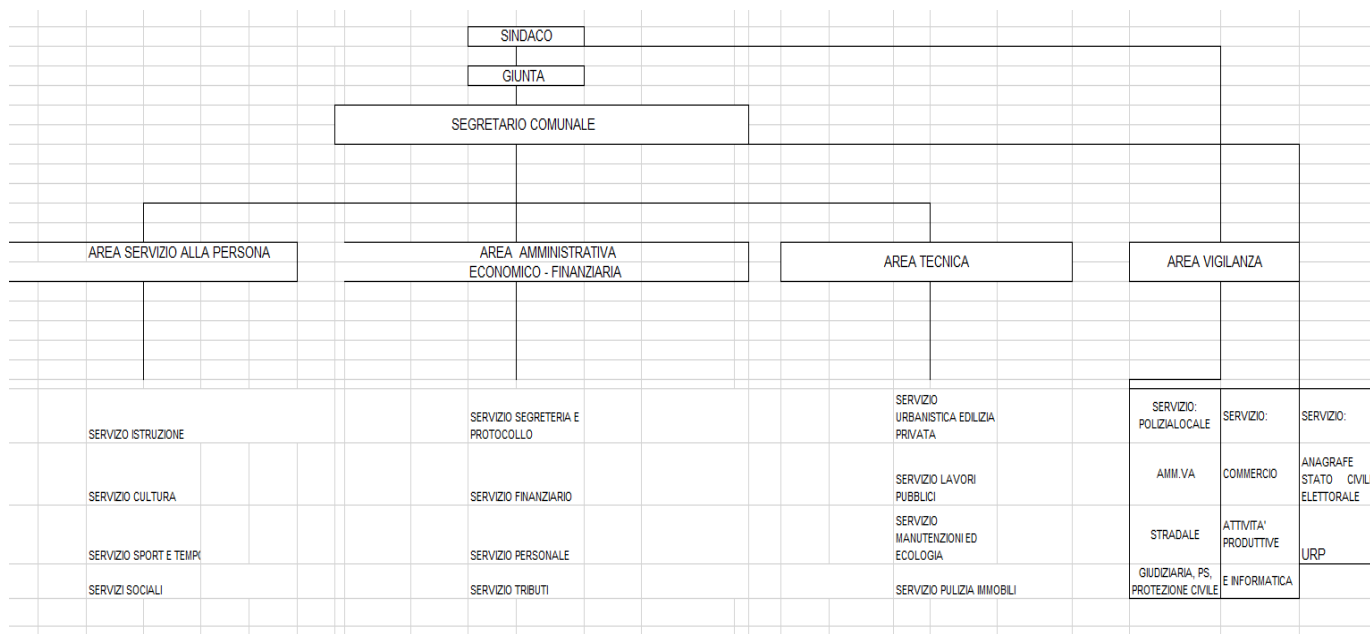 SINDACO
GIUNTA
SEGRETARIO COMUNALE
AREA SERVIZIO ALLA PERSONA
AREA AMMINISTRATIVA
ECONOMICO - FINANZIARIA
AREA TECNICA
AREA VIGILANZA
SERVIZO ISTRUZIONE
SERVIZIO SEGRETERIA E
PROTOCOLLO
SERVIZIO
URBANISTICA EDILIZIA
PRIVATA
SERVIZIO:
POLIZIALOCALE
SERVIZIO:
SERVIZIO:
SERVIZIO CULTURA
SERVIZIO FINANZIARIO
SERVIZIO LAVORI
PUBBLICI
AMM.VA
COMMERCIO
ANAGRAFE
STATO CIVIL
ELETTORALE
SERVIZIO SPORT E TEMPO
SERVIZIO PERSONALE
SERVIZIO
MANUTENZIONI ED
ECOLOGIA
STRADALE
ATTIVITA'
PRODUTTIVE
URP
SERVIZI SOCIALI
SERVIZIO TRIBUTI
SERVIZIO PULIZIA IMMOBILI
GIUDIZIARIA, PS,
PROTEZIONE CIVILE
E INFORMATICA